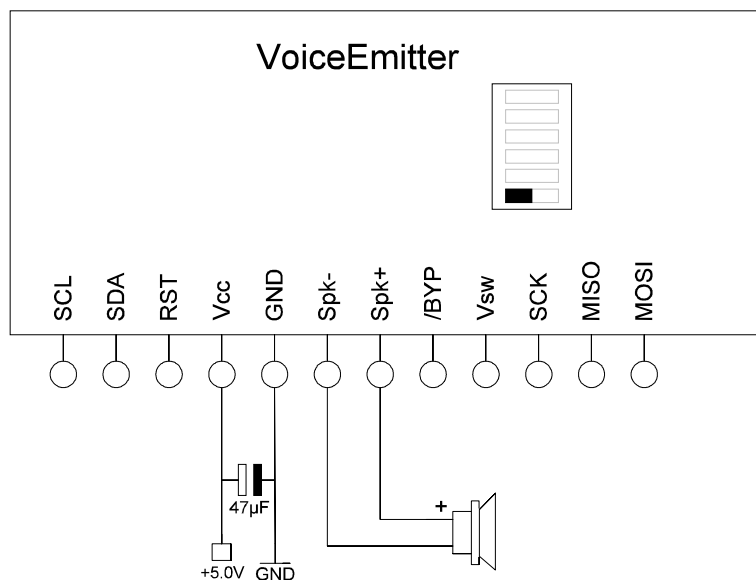 VoiceEmitter
SCL
SDA
RST
Vcc
GND
Spk-
Spk+
/BYP
Vsw
SCK
MISO
MOSI
47µF
+
+5.0V
GND